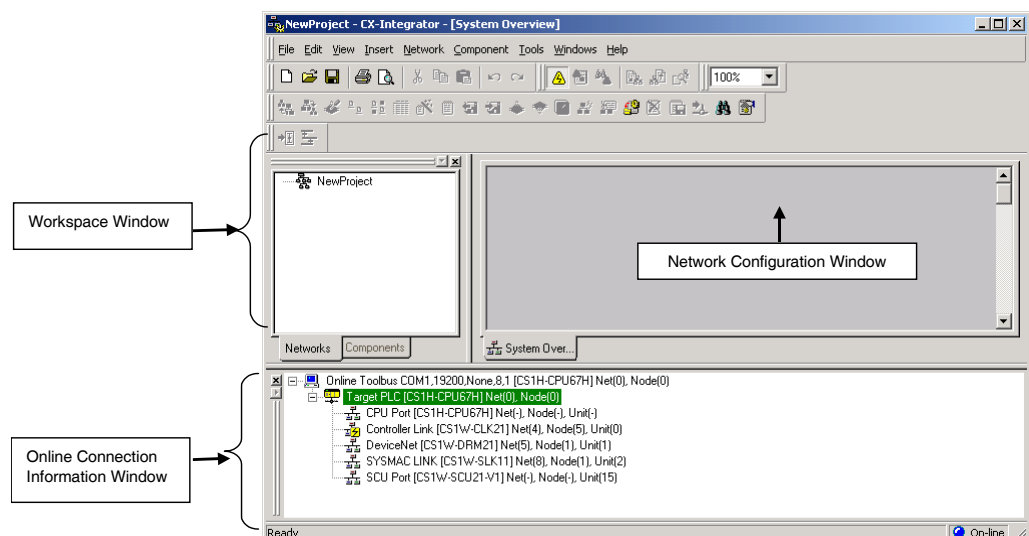 NewProject - CX-Integrator - [System Overview]
File Edit View Insert Network Component Tools Windows Help
100%
NewProject
Workspace Window
Network Configuration Window
Networks Components
System Over...
Online Toolbus COM1,19200,None,8,1 [CS1H-CPU67H] Net(0), Node(0)
Target PLC [CS1H-CPU67H] Net(0), Node(0)
CPU Port [CS1H-CPU67H] Net(-), Node(-), Unit(-)
Controller Link [CS1W-CLK21] Net(4), Node(5), Unit(0)
DeviceNet [CS1W-DRM21] Net(5), Node(1), Unit(1)
SYSMAC LINK [CS1W-SLK11] Net(8), Node(1), Unit(2)
SCU Port [CS1W-SCU21-V1] Net(-), Node(-), Unit(15)
Online Connection
Information Window
Ready
On-line